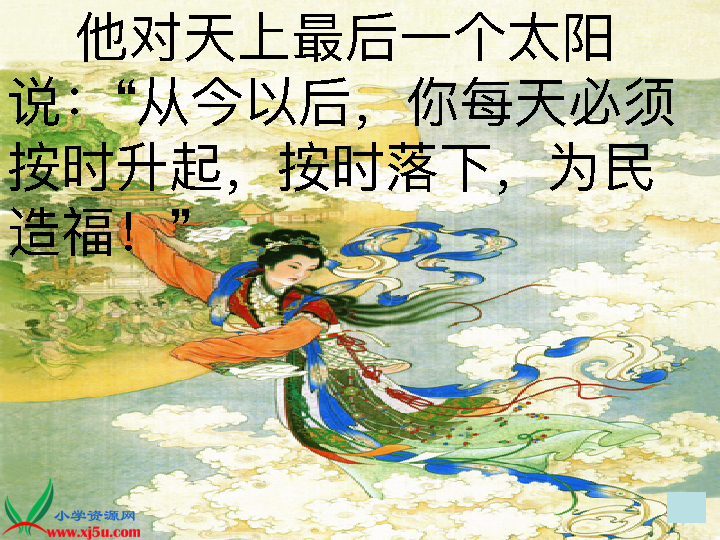 他对天上最后一个太阳
说：“从今以后，你每天必须
按时升起，按时落下，为民
造福！”
小学资源网
www.xj5u.com